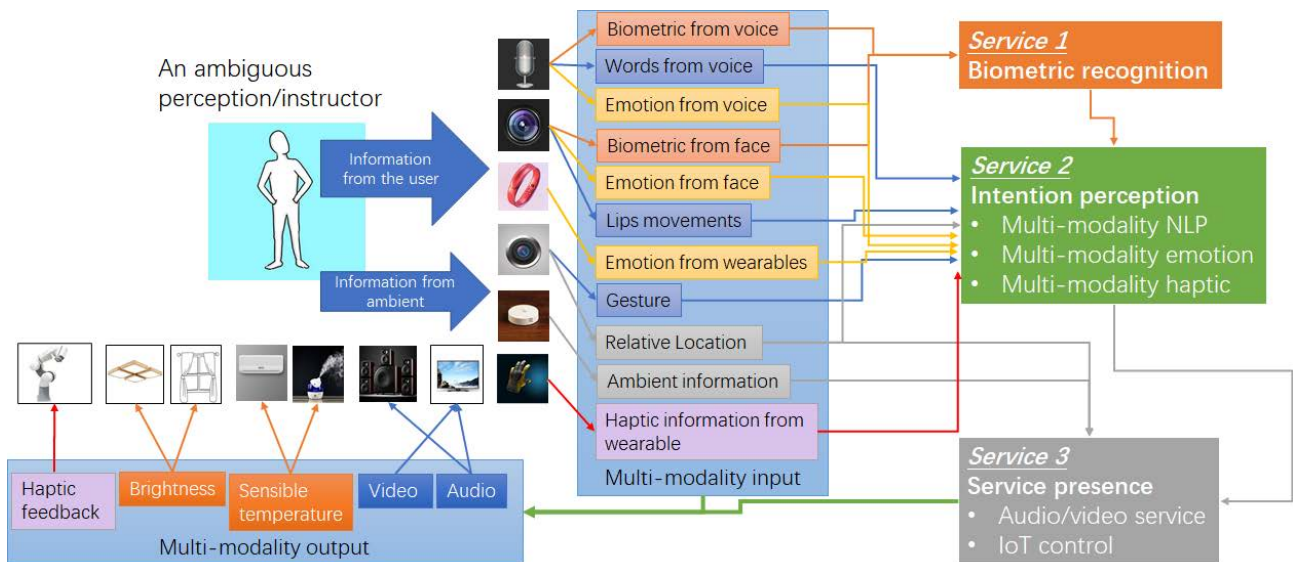 An ambiguous
perception/instructor
Information
from the user
Information from
ambient
Biometric from voice
Words from voice
Emotion from voice
Biometric from face
Emotion from face
Lips movements
Emotion from wearables
Gesture
Relative Location
Ambient information
Haptic information from
wearable
Multi-modality input
Service 1
Biometric recognition
Service 2
Intention perception
• Multi-modality NLP
• Multi-modality emotion
• Multi-modality haptic
Service 3
Service presence
• Audio/video service
• IoT control
Haptic
feedback
Brightness
Sensible
temperature
Video
Audio
Multi-modality output